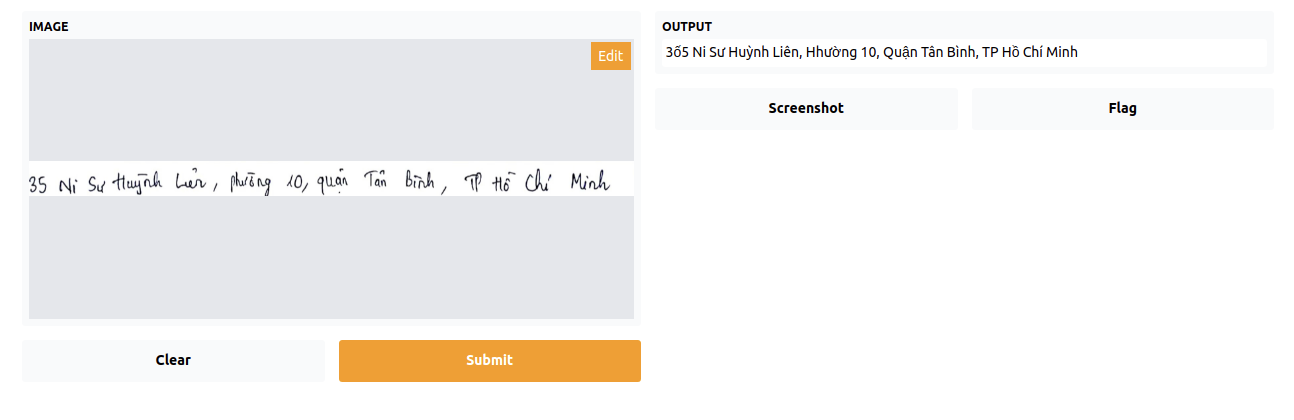 IMAGE
Edit
35 Ni Sư Huỳnh Liên, phường 10, quận Tân Bình, TP Hồ Chí Minh
Clear
Submit
OUTPUT
3ố5 Ni Sư Huỳnh Liên, Hhường 10, Quận Tân Bình, TP Hồ Chí Minh
Screenshot
Flag